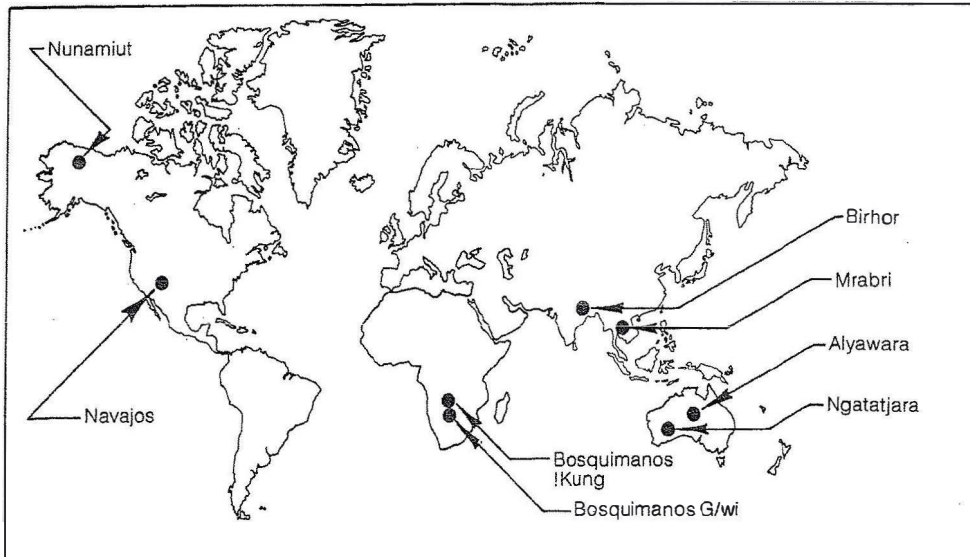 Nunamiut
Birhor
Mrabri
Alyawara
Ngatatjara
Navajos
Bosquimanos
!Kung
Bosquimanos G/wi